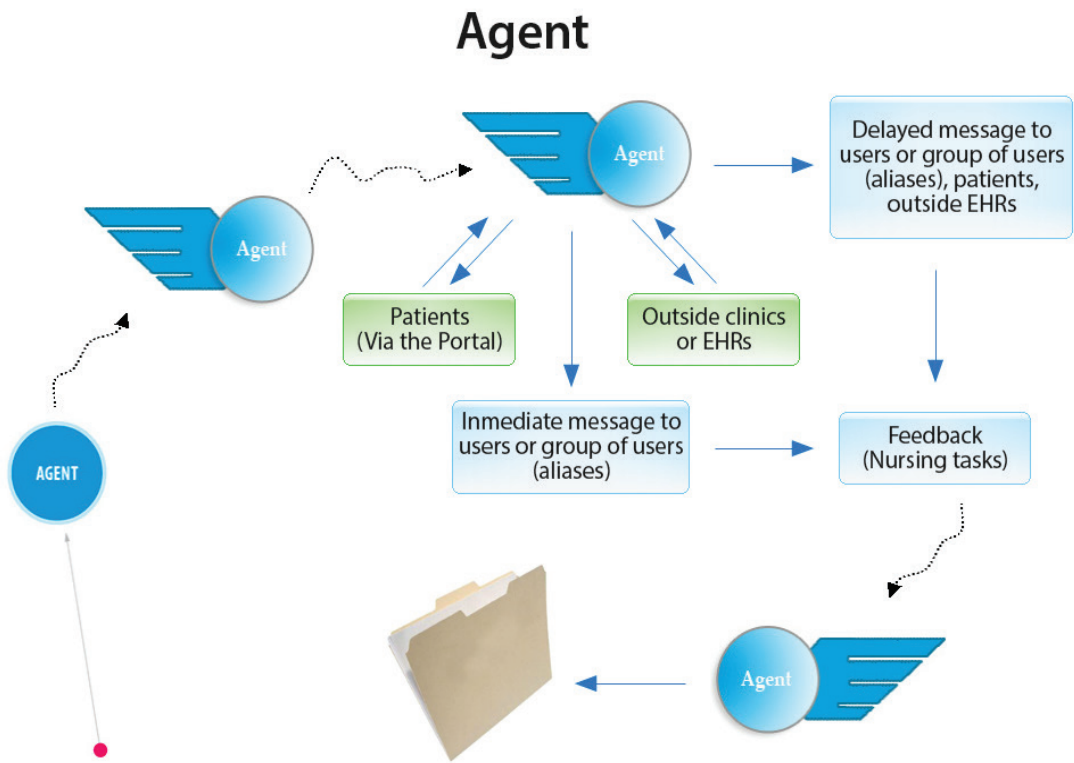 Agent
Agent
Delayed message to
users or group of users
(aliases), patients,
outside EHRs
Agent
Patients
(Via the Portal)
Outside clinics
or EHRs
Inmediate message to
users or group of users
(aliases)
Feedback
(Nursing tasks)
AGENT
Agent